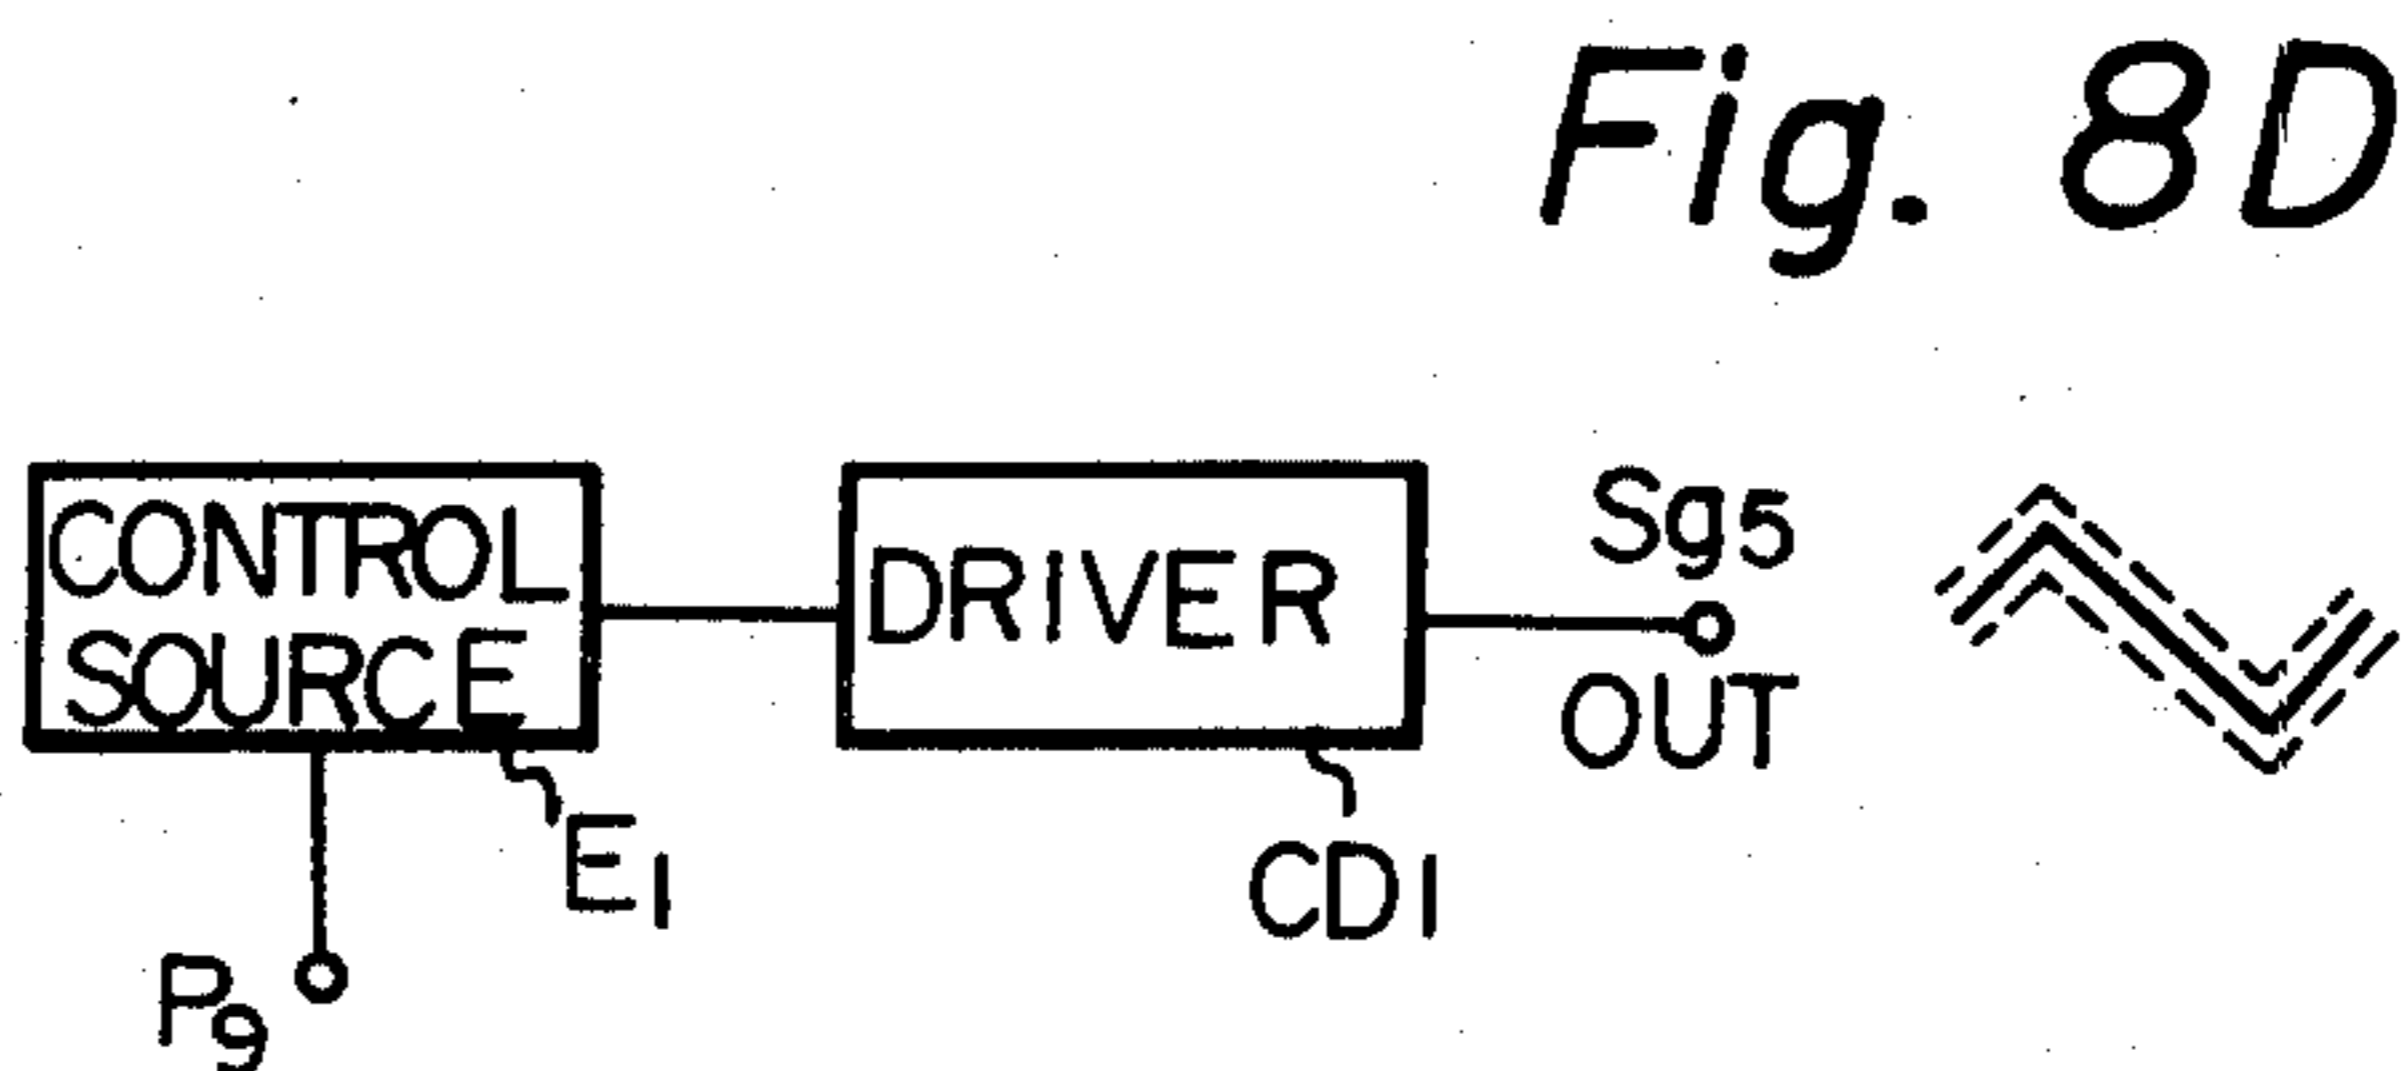 Fig. 8D
CONTROL
SOURCE
DRIVER
Sg5
OUT
E1
CD1
P9